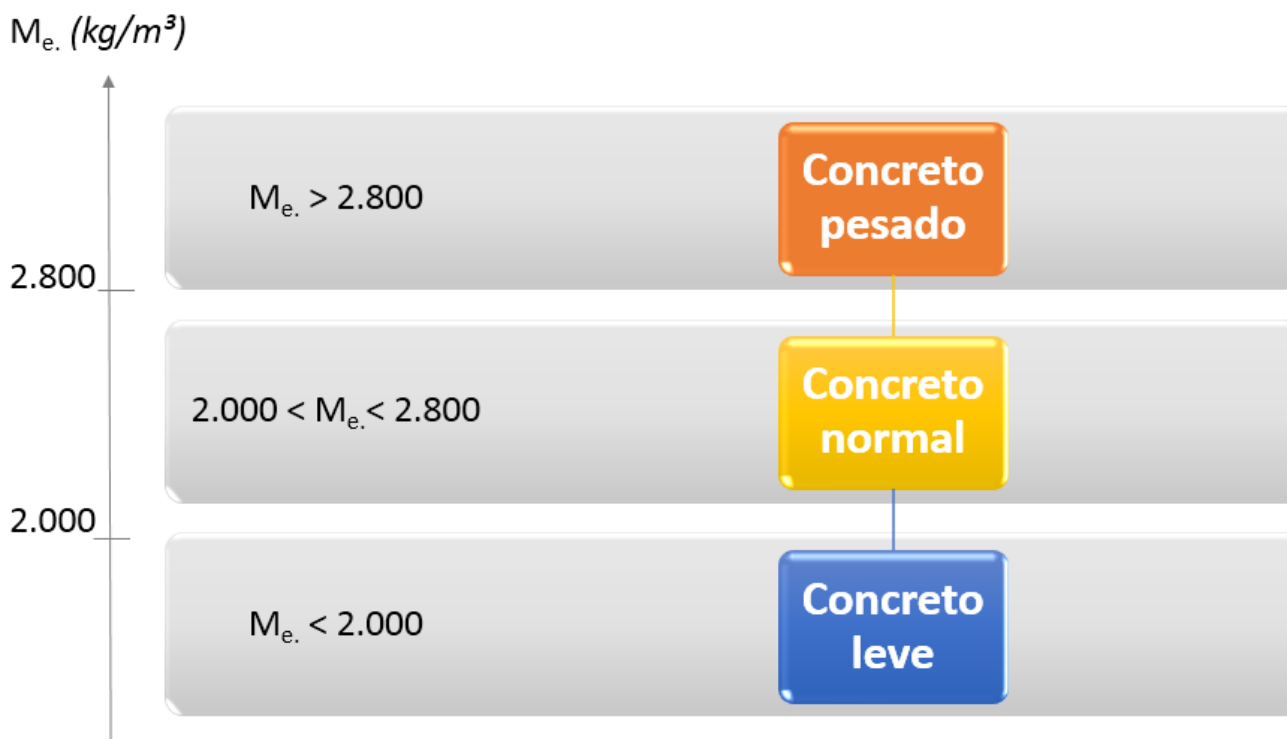 Mₑ. (kg/m³)
Mₑ. > 2.800
Concreto
pesado
2.800
2.000 < Mₑ.< 2.800
Concreto
normal
2.000
Mₑ. < 2.000
Concreto
leve